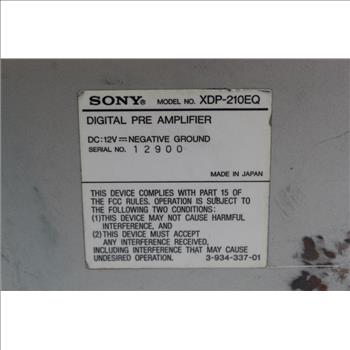 SONY® MODEL NO. XDP-210EQ
DIGITAL PRE AMPLIFIER
DC:12V⎓NEGATIVE GROUND
SERIAL NO. 12900
MADE IN JAPAN
THIS DEVICE COMPLIES WITH PART 15 OF
THE FCC RULES. OPERATION IS SUBJECT TO
THE FOLLOWING TWO CONDITIONS:
(1)THIS DEVICE MAY NOT CAUSE HARMFUL
INTERFERENCE, AND
(2)THIS DEVICE MUST ACCEPT
ANY INTERFERENCE RECEIVED,
INCLUDING INTERFERENCE THAT MAY CAUSE
UNDESIRED OPERATION. 3-934-337-01